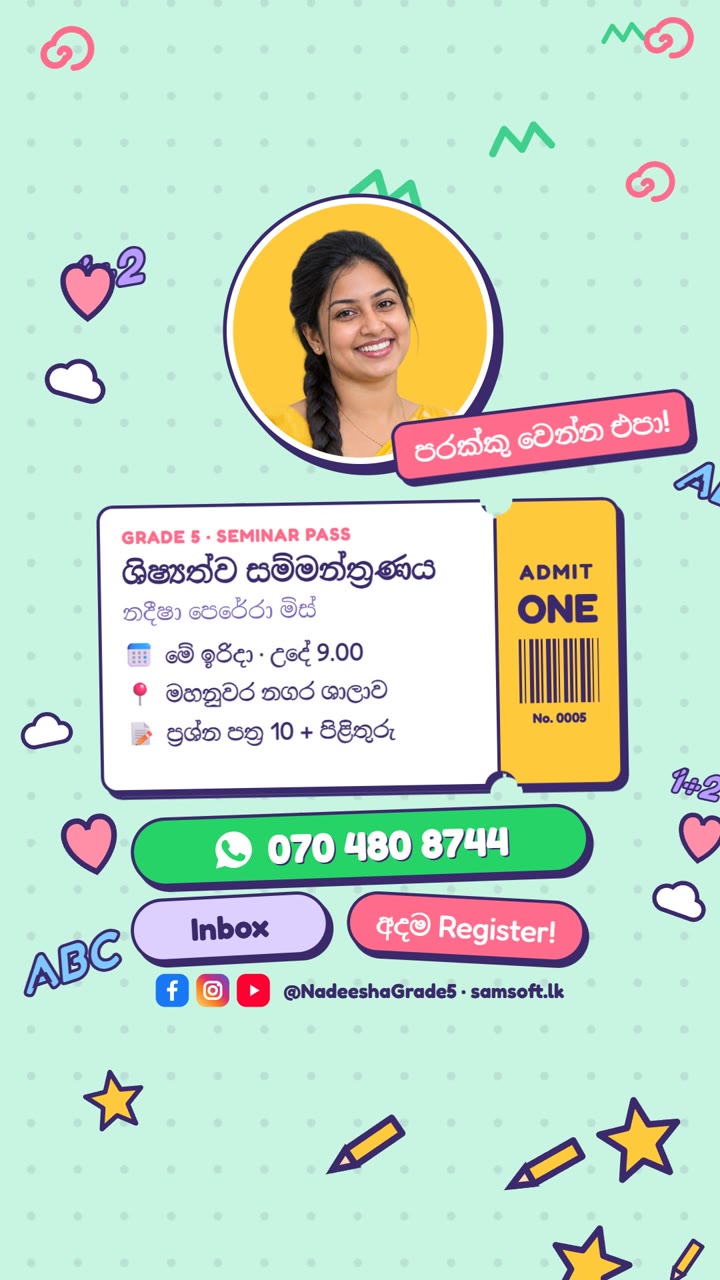 +2
පරක්කු වෙන්න එපා!
GRADE 5 · SEMINAR PASS
ශිෂ්‍යත්ව සම්මන්ත්‍රණය
නදීෂා පෙරේරා මිස්
මේ ඉරිදා · උදේ 9.00
මහනුවර නගර ශාලාව
ප්‍රශ්න පත්‍ර 10 + පිළිතුරු
ADMIT
ONE
No. 0005
1+2
070 480 8744
Inbox
අදම Register!
ABC
@NadeeshaGrade5 · samsoft.lk